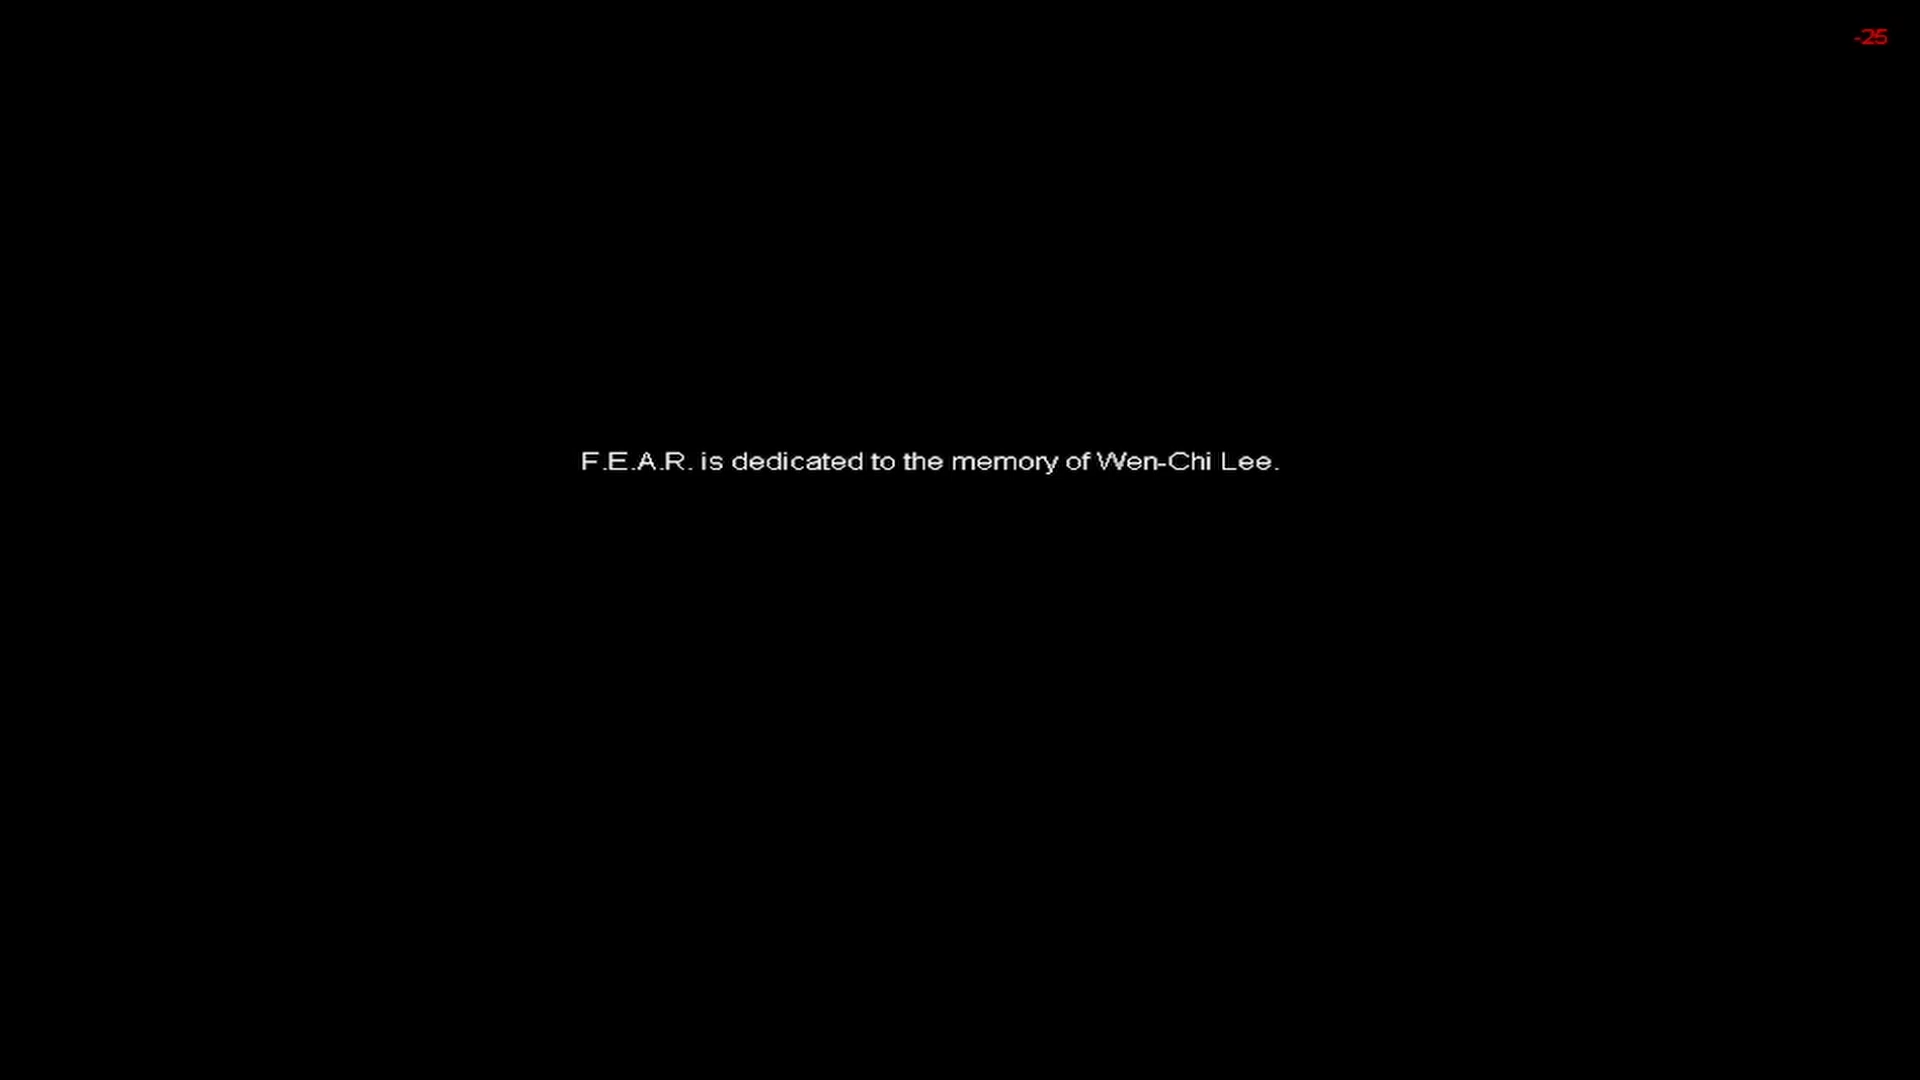 -25
F.E.A.R. is dedicated to the memory of Wen-Chi Lee.